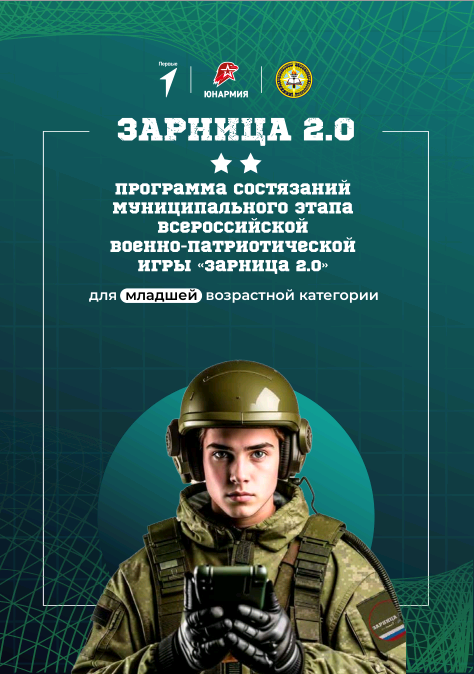 Первые
ЮНАРМИЯ
ЗАРНИЦА 2.0
ПРОГРАММА СОСТЯЗАНИЙ
МУНИЦИПАЛЬНОГО ЭТАПА
ВСЕРОССИЙСКОЙ
ВОЕННО-ПАТРИОТИЧЕСКОЙ
ИГРЫ «ЗАРНИЦА 2.0»
для младшей возрастной категории
ЗАРНИЦА